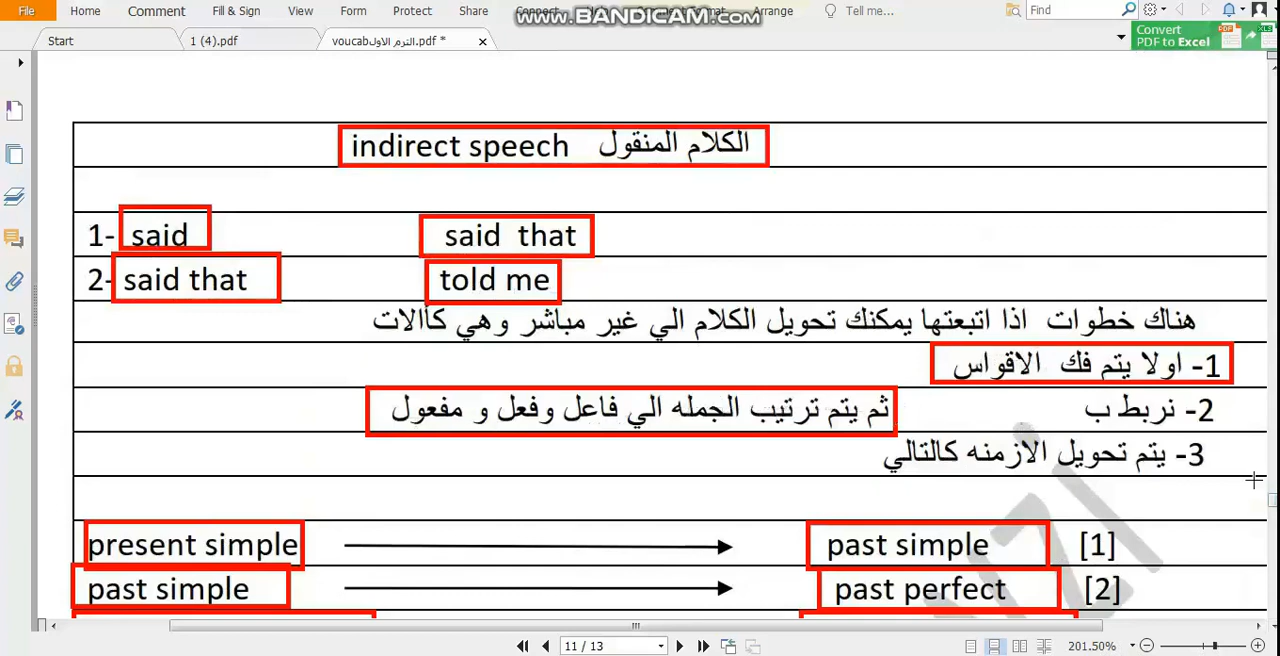 File Home Comment Fill & Sign View Form Protect Share Connect Arrange Tell me... Find
www.BANDICAM.com
Start 1 (4).pdf voucabالترم الاول.pdf *
Convert PDF to Excel
indirect speech الكلام المنقول
1- said said that
2- said that told me
هناك خطوات اذا اتبعتها يمكنك تحويل الكلام الي غير مباشر وهي كاالات
1- اولا يتم فك الاقواس
2- نربط ب ثم يتم ترتيب الجمله الي فاعل وفعل و مفعول
3- يتم تحويل الازمنه كالتالي
present simple past simple [1]
past simple past perfect [2]
11 / 13 201.50%